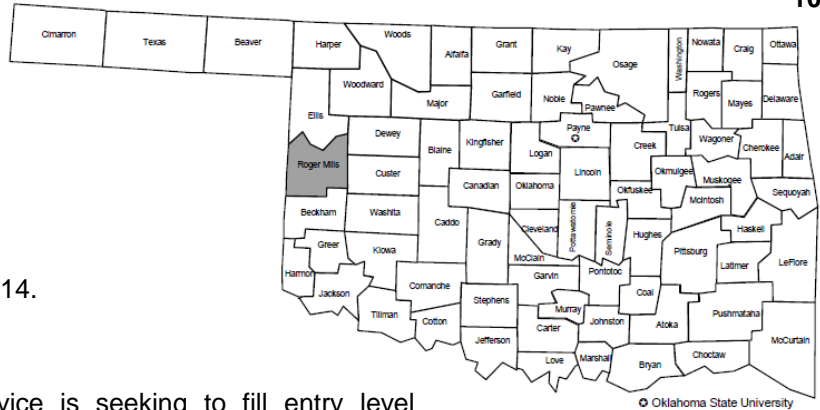 10
Cimarron Texas Beaver Harper Woods Alfalfa Grant Kay Osage Washington Nowata Craig Ottawa
Woodward Major Garfield Noble Pawnee Rogers Mayes Delaware
Ellis Dewey Blaine Kingfisher Logan Payne Creek Tulsa Wagoner Cherokee Adair
Roger Mills Custer Canadian Oklahoma Lincoln Okfuskee Okmulgee Muskogee McIntosh Sequoyah
Beckham Washita Caddo Grady Cleveland Pottawatomie Seminole Hughes Pittsburg Haskell
Greer Kiowa McClain Garvin Pontotoc Latimer LeFlore
Harmon Jackson Comanche Stephens Murray Coal
14.
Tillman Cotton Carter Johnston Atoka Pushmataha McCurtain
Jefferson Love Marshall Bryan Choctaw
vice is seeking to fill entry level
Oklahoma State University